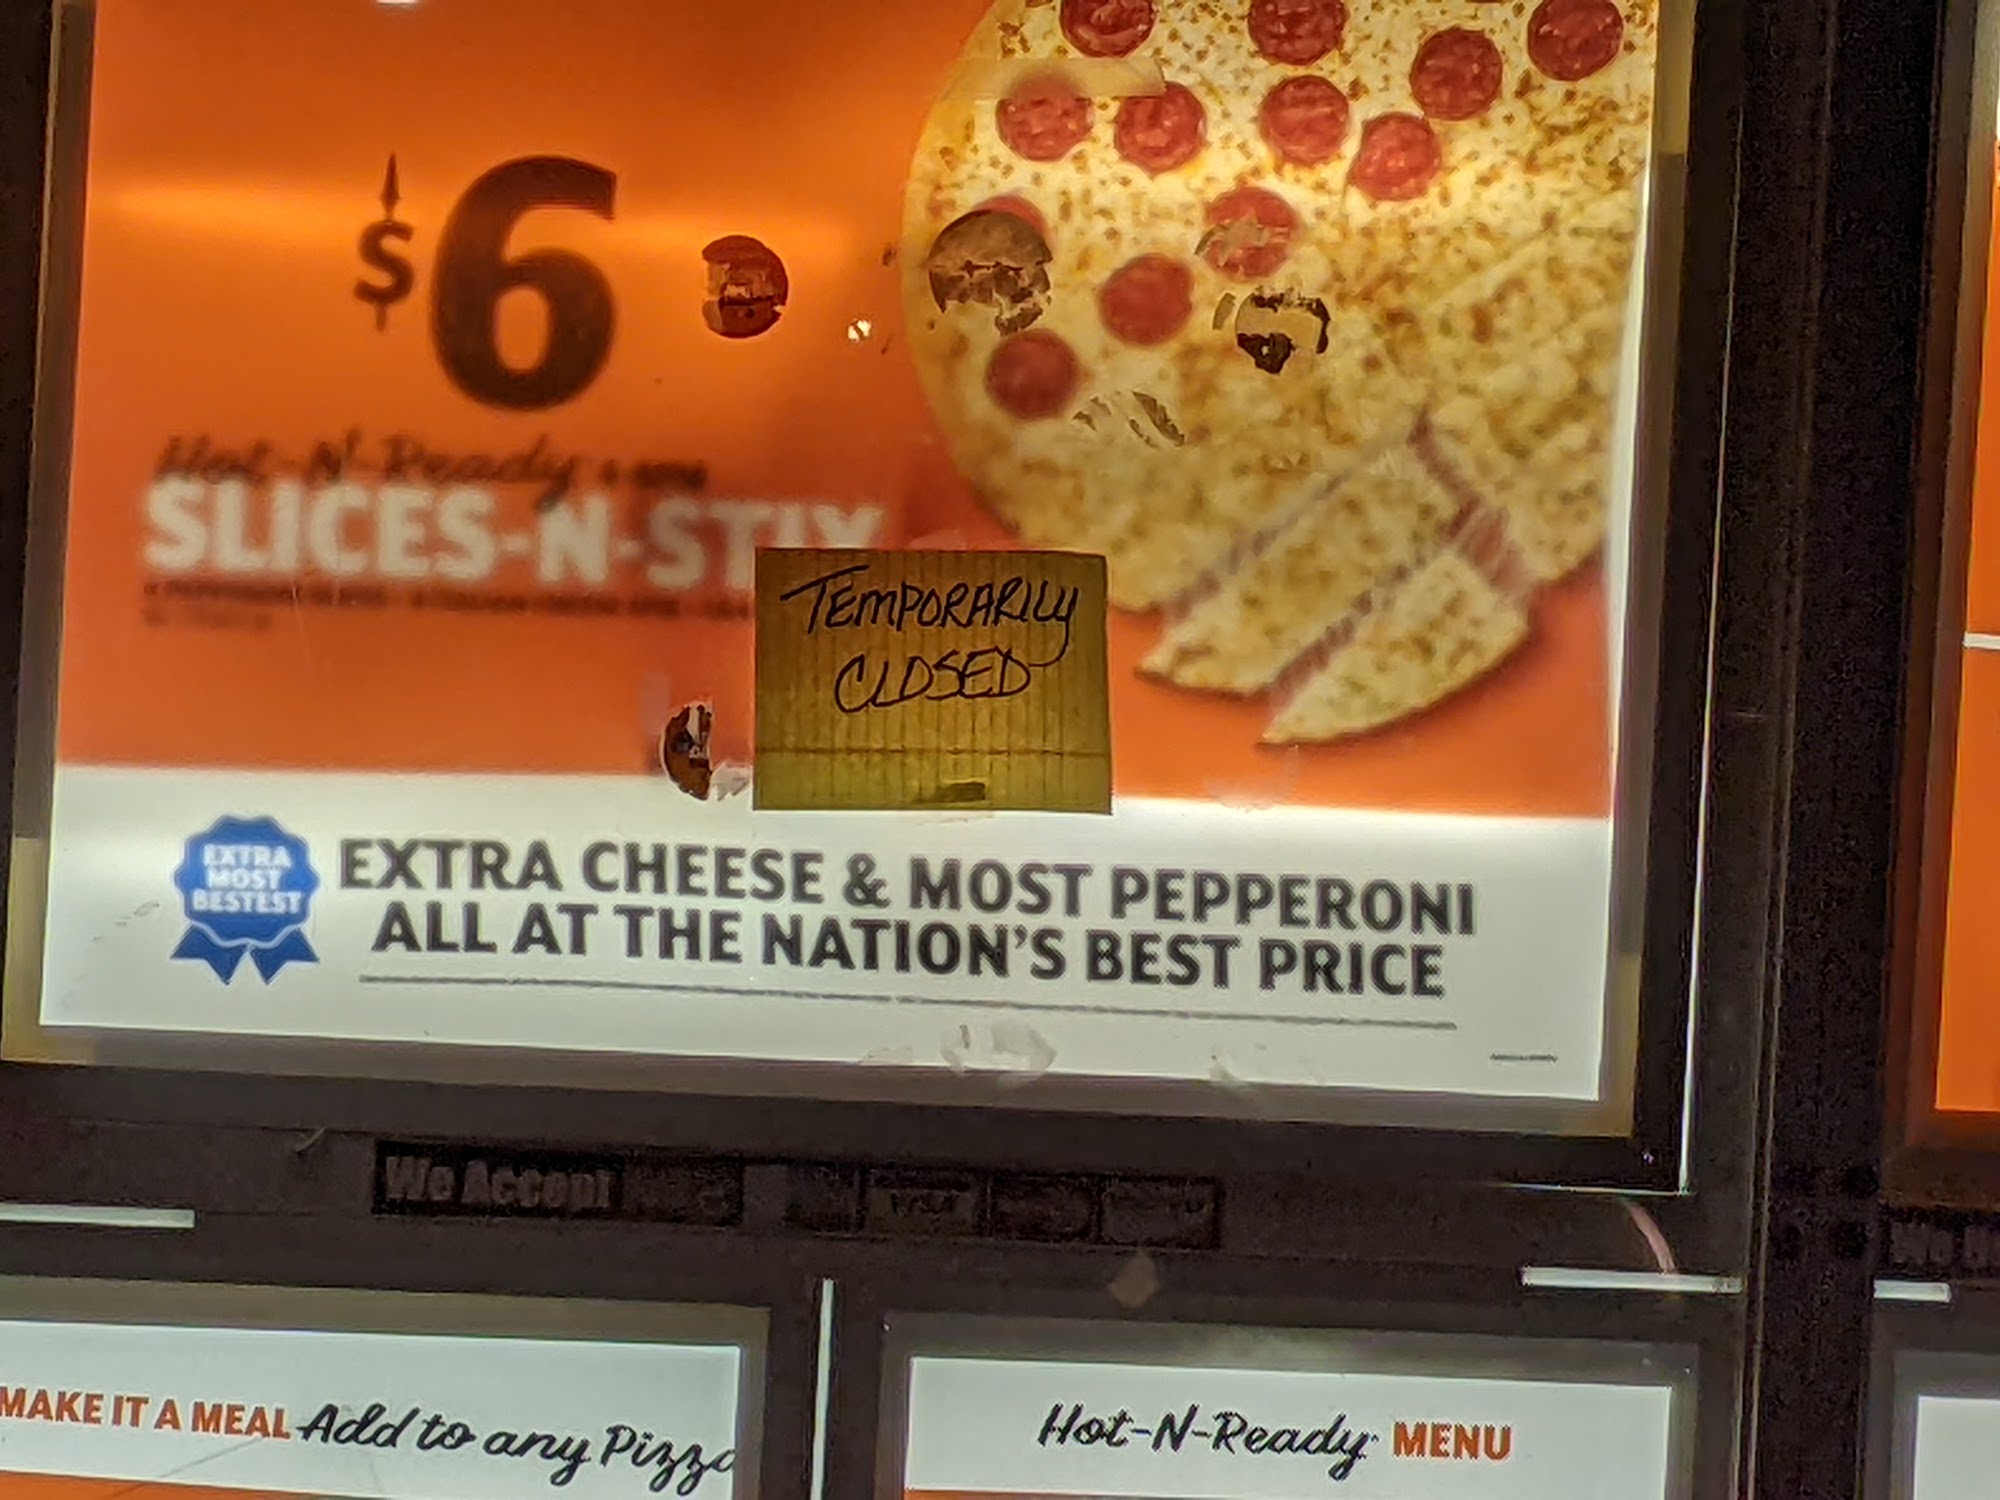 $6
Hot-N-Ready
SLICES-N-STIX
TEMPORARILY
CLOSED
EXTRA
MOST
BESTEST
EXTRA CHEESE & MOST PEPPERONI
ALL AT THE NATION'S BEST PRICE
We Accept
MAKE IT A MEAL Add to any Pizza
Hot-N-Ready MENU